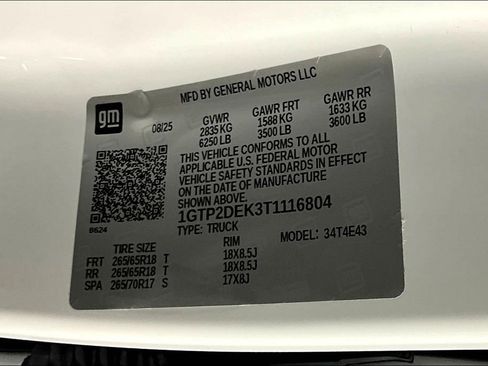 MFD BY GENERAL MOTORS LLC
gm
08/25 GVWR GAWR FRT GAWR RR
2835 KG 1588 KG 1633 KG
6250 LB 3500 LB 3600 LB
THIS VEHICLE CONFORMS TO ALL
APPLICABLE U.S. FEDERAL MOTOR
VEHICLE SAFETY STANDARDS IN EFFECT
ON THE DATE OF MANUFACTURE
SHOWN ABOVE.
1GTP2DEK3T1116804
B624
TYPE: TRUCK MODEL: 34T4E43
TIRE SIZE RIM
FRT 265/65R18 T 18X8.5J
RR 265/65R18 T 18X8.5J
SPA 265/70R17 S 17X8J